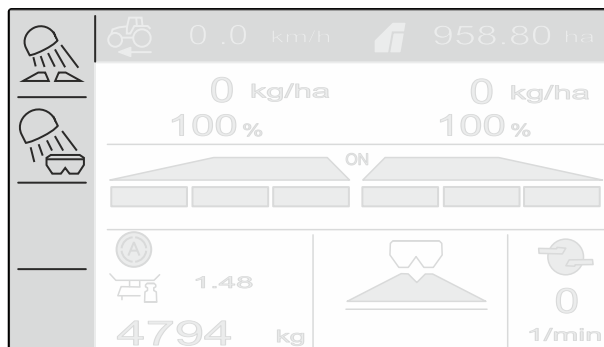 0.0 km/h 958.80 ha
0 kg/ha 0 kg/ha
100 % 100 %
ON
A
1.48
0
4794 kg 1/min